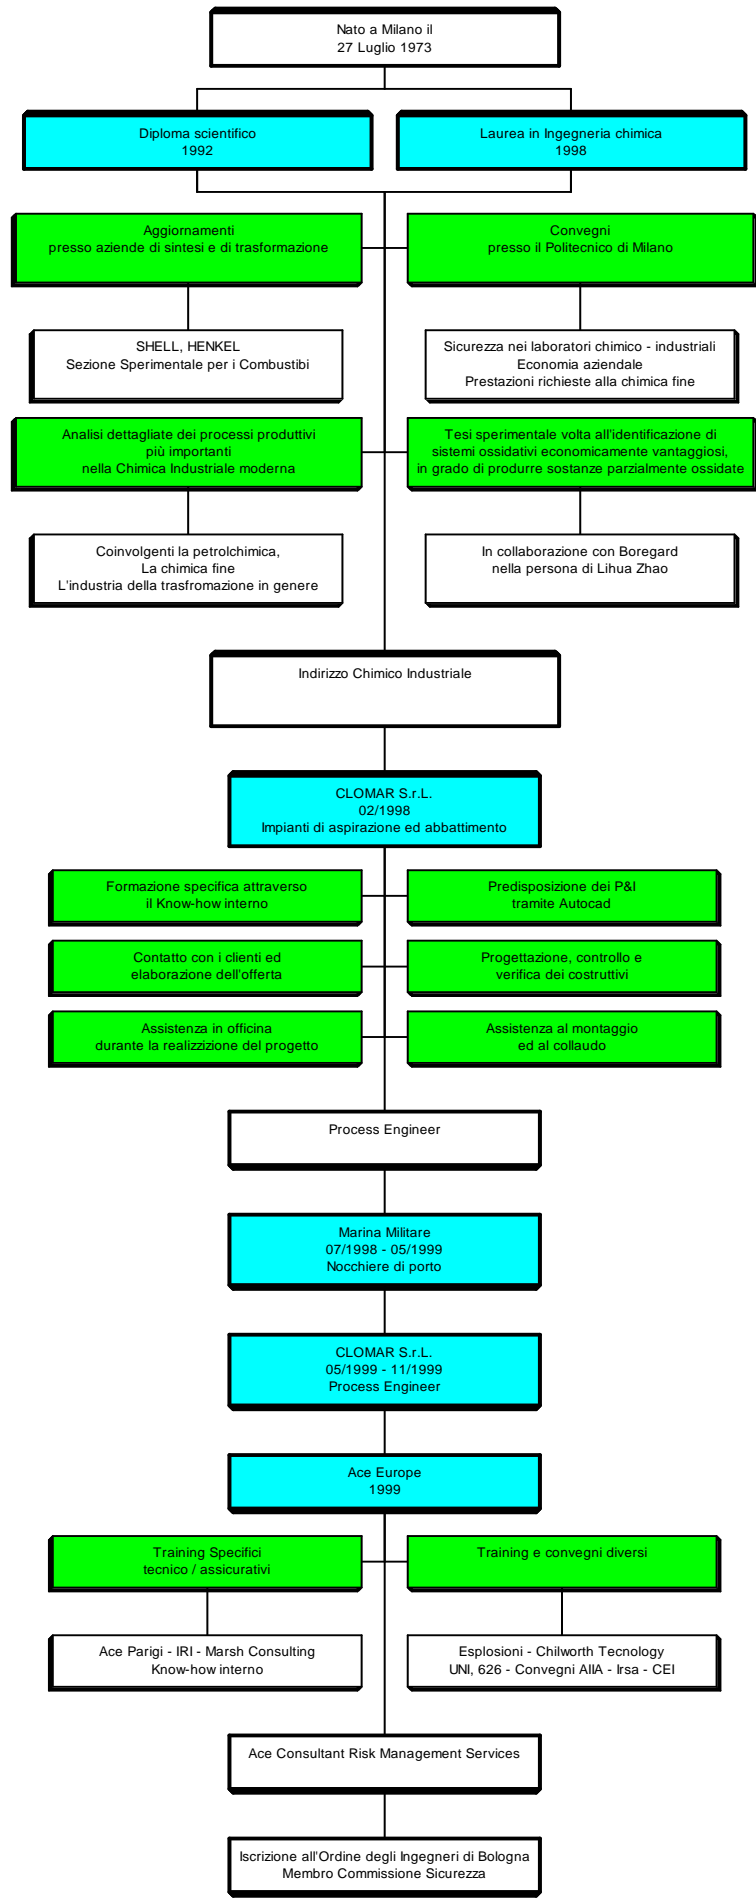 Nato a Milano il
27 Luglio 1973
Diploma scientifico
1992
Laurea in Ingegneria chimica
1998
Aggiornamenti
presso aziende di sintesi e di trasformazione
Convegni
presso il Politecnico di Milano
SHELL, HENKEL
Sezione Sperimentale per i Combustibi
Sicurezza nei laboratori chimico - industriali
Economia aziendale
Prestazioni richieste alla chimica fine
Analisi dettagliate dei processi produttivi
più importanti
nella Chimica Industriale moderna
Tesi sperimentale volta all'identificazione di
sistemi ossidativi economicamente vantaggiosi,
in grado di produrre sostanze parzialmente ossidate
Coinvolgenti la petrolchimica,
La chimica fine
L'industria della trasfromazione in genere
In collaborazione con Boregard
nella persona di Lihua Zhao
Indirizzo Chimico Industriale
CLOMAR S.r.L.
02/1998
Impianti di aspirazione ed abbattimento
Formazione specifica attraverso
il Know-how interno
Predisposizione dei P&I
tramite Autocad
Contatto con i clienti ed
elaborazione dell'offerta
Progettazione, controllo e
verifica dei costruttivi
Assistenza in officina
durante la realizzizione del progetto
Assistenza al montaggio
ed al collaudo
Process Engineer
Marina Militare
07/1998 - 05/1999
Nocchiere di porto
CLOMAR S.r.L.
05/1999 - 11/1999
Process Engineer
Ace Europe
1999
Training Specifici
tecnico / assicurativi
Training e convegni diversi
Ace Parigi - IRI - Marsh Consulting
Know-how interno
Esplosioni - Chilworth Tecnology
UNI, 626 - Convegni AIIA - Irsa - CEI
Ace Consultant Risk Management Services
Iscrizione all'Ordine degli Ingegneri di Bologna
Membro Commissione Sicurezza